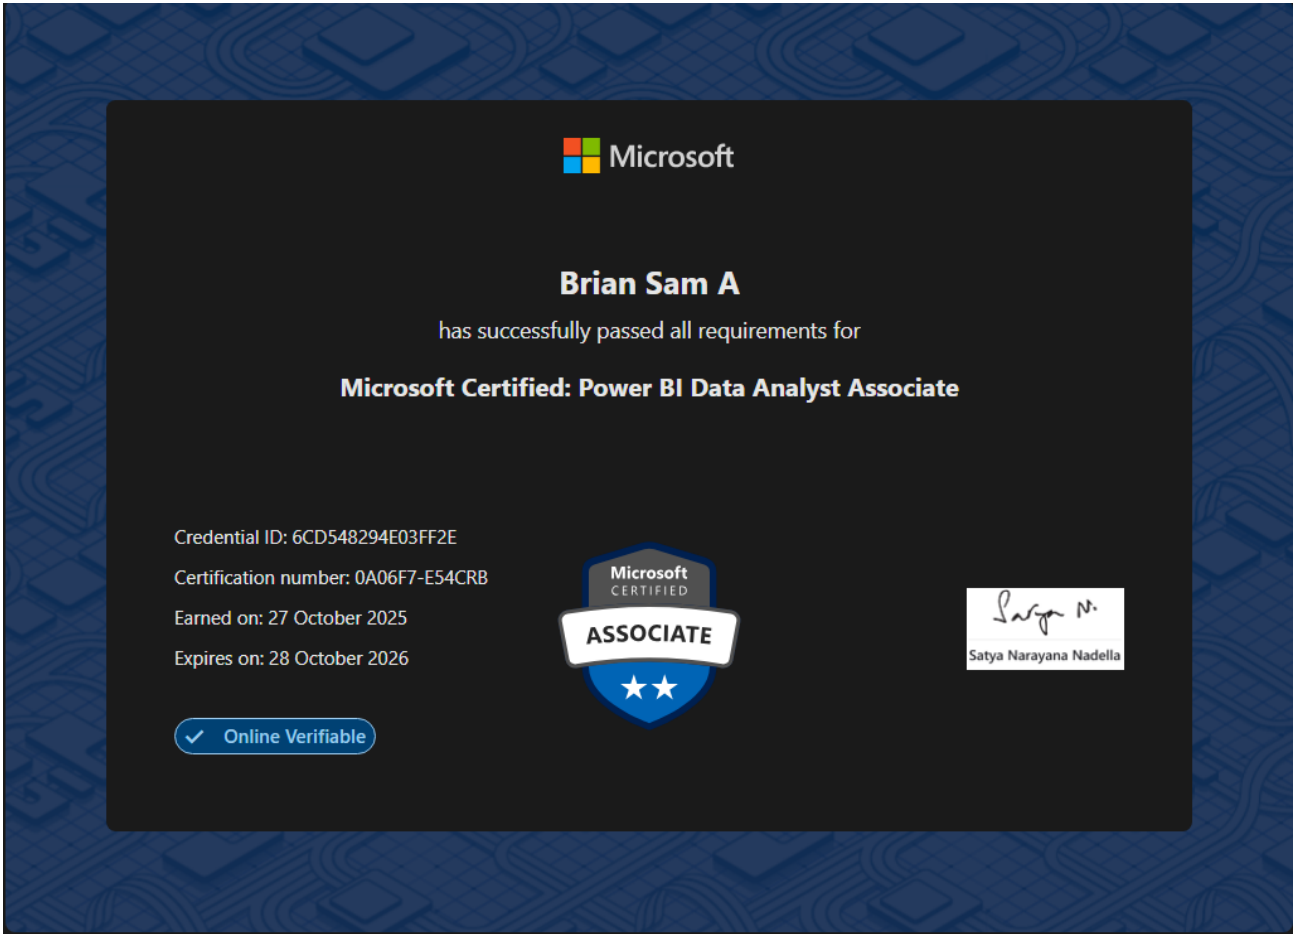 Microsoft
Brian Sam A
has successfully passed all requirements for
Microsoft Certified: Power BI Data Analyst Associate
Credential ID: 6CD548294E03FF2E
Certification number: 0A06F7-E54CRB
Earned on: 27 October 2025
Expires on: 28 October 2026
Online Verifiable
Microsoft
CERTIFIED
ASSOCIATE
Satya N.
Satya Narayana Nadella